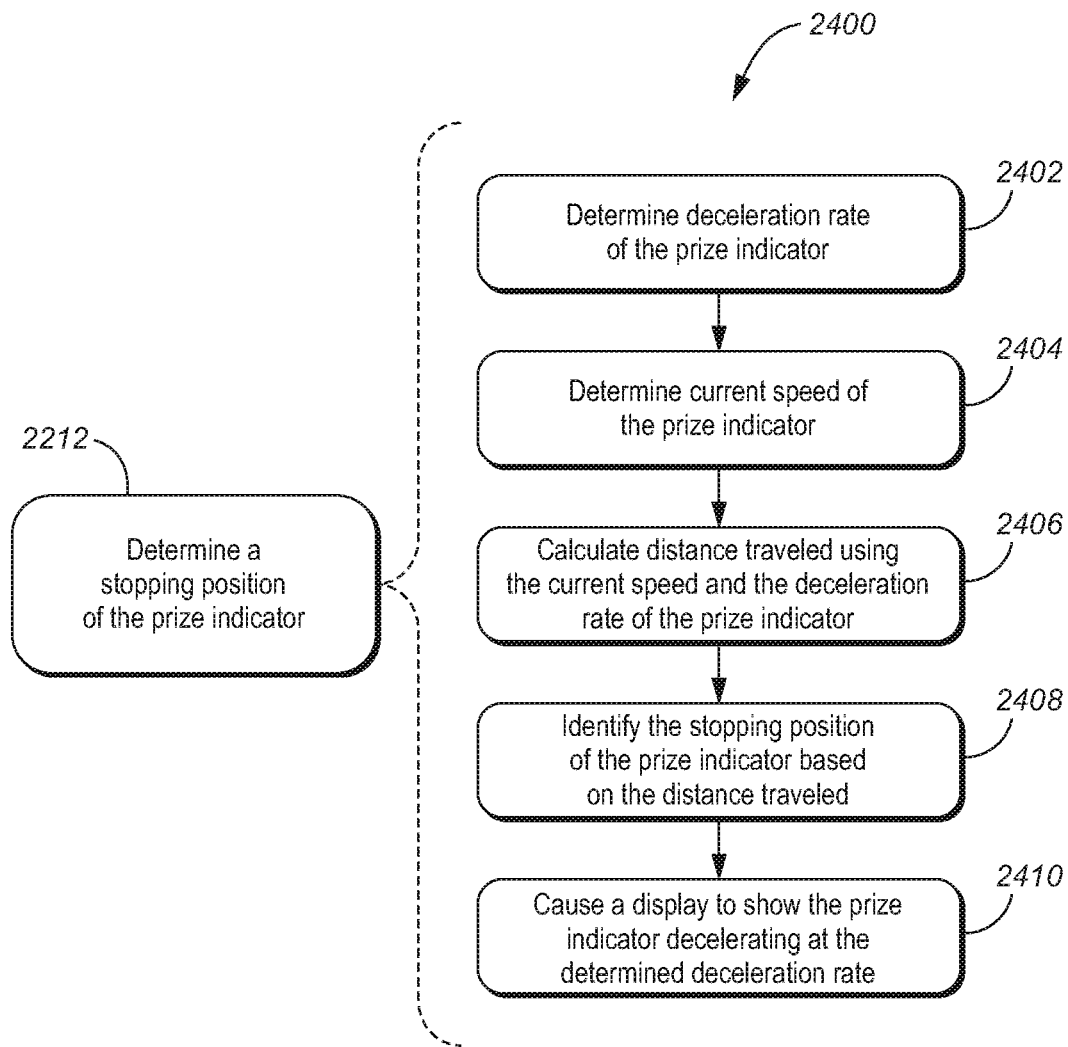 2400
2402
Determine deceleration rate
of the prize indicator
2404
Determine current speed of
the prize indicator
2212
Determine a
stopping position
of the prize indicator
2406
Calculate distance traveled using
the current speed and the deceleration
rate of the prize indicator
2408
Identify the stopping position
of the prize indicator based
on the distance traveled
2410
Cause a display to show the prize
indicator decelerating at the
determined deceleration rate